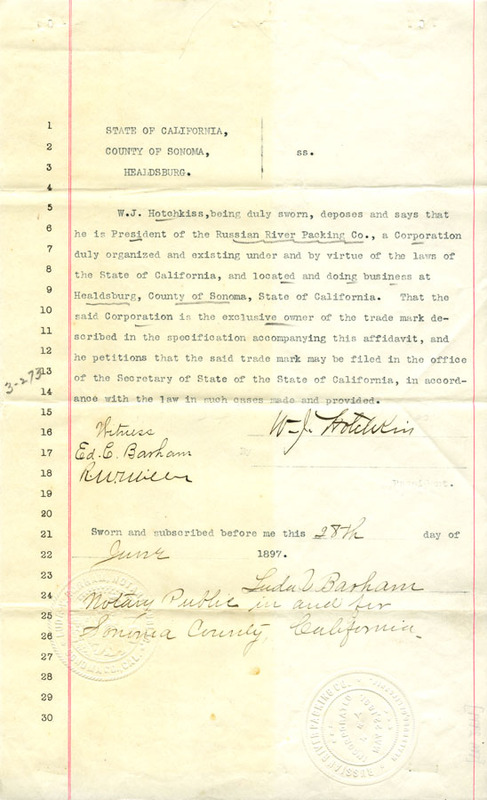 1
STATE OF CALIFORNIA,
2
COUNTY OF SONOMA, ss.
3
HEALDSBURG.
4
5
W.J. Hotchkiss,being duly sworn, deposes and says that
6
he is President of the Russian River Packing Co., a Corporation
7
duly organized and existing under and by virtue of the laws of
8
the State of California, and located and doing business at
9
Healdsburg, County of Sonoma, State of California. That the
10
said Corporation is the exclusive owner of the trade mark de-
11
scribed in the specification accompanying this affidavit, and
12
he petitions that the said trade mark may be filed in the office
13
of the Secretary of State of the State of California, in accord-
14
ance with the law in such cases made and provided.
3-273
15
16
Witness W-J- Hotchkiss
17
Ed. C. Barham
18
President.
19
20
21
Sworn and subscribed before me this 28th day of
22
June 1897.
23
Barham
24
Notary Public in and for
25
Sonoma County, California
26
27
28
29
30
RUSSIAN RIVER PACKING CO.
INCORPORATED